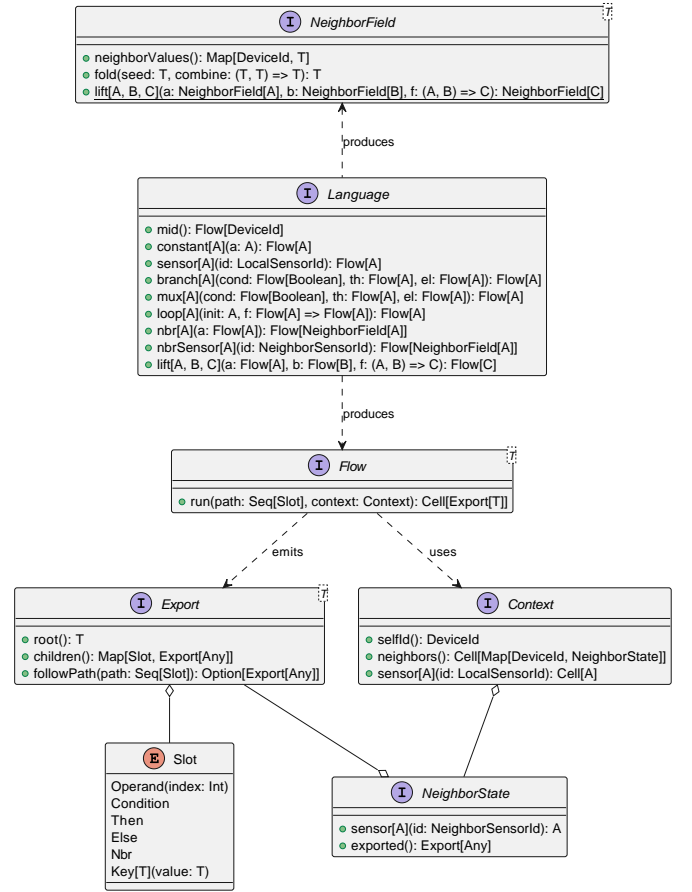 I NeighborField
T
neighborValues(): Map[DeviceId, T]
fold(seed: T, combine: (T, T) => T): T
lift[A, B, C](a: NeighborField[A], b: NeighborField[B], f: (A, B) => C): NeighborField[C]
produces
I Language
mid(): Flow[DeviceId]
constant[A](a: A): Flow[A]
sensor[A](id: LocalSensorId): Flow[A]
branch[A](cond: Flow[Boolean], th: Flow[A], el: Flow[A]): Flow[A]
mux[A](cond: Flow[Boolean], th: Flow[A], el: Flow[A]): Flow[A]
loop[A](init: A, f: Flow[A] => Flow[A]): Flow[A]
nbr[A](a: Flow[A]): Flow[NeighborField[A]]
nbrSensor[A](id: NeighborSensorId): Flow[NeighborField[A]]
lift[A, B, C](a: Flow[A], b: Flow[B], f: (A, B) => C): Flow[C]
produces
I Flow
T
run(path: Seq[Slot], context: Context): Cell[Export[T]]
emits
uses
I Export
T
root(): T
children(): Map[Slot, Export[Any]]
followPath(path: Seq[Slot]): Option[Export[Any]]
I Context
selfId(): DeviceId
neighbors(): Cell[Map[DeviceId, NeighborState]]
sensor[A](id: LocalSensorId): Cell[A]
E Slot
Operand(index: Int)
Condition
Then
Else
Nbr
Key[T](value: T)
I NeighborState
sensor[A](id: NeighborSensorId): A
exported(): Export[Any]